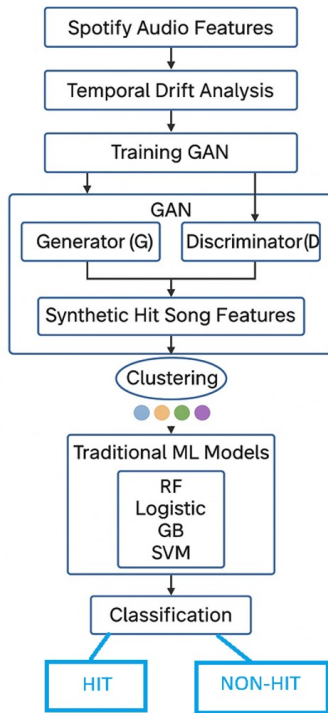 Spotify Audio Features
Temporal Drift Analysis
Training GAN
GAN
Generator (G)
Discriminator (D
Synthetic Hit Song Features
Clustering
Traditional ML Models
RF
Logistic
GB
SVM
Classification
HIT
NON-HIT